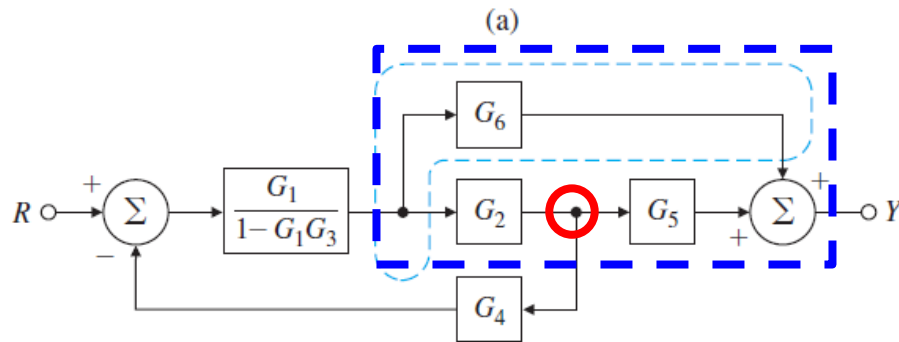 (a)
G₆
+
+
R
Σ
G₁
1 − G₁G₃
G₂
G₅
Σ
Y
−
+
G₄